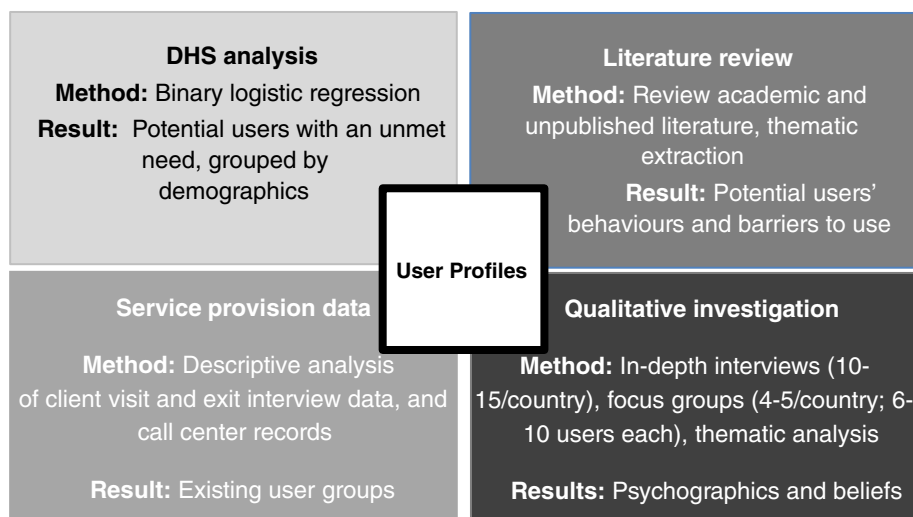 DHS analysis
Method: Binary logistic regression
Result: Potential users with an unmet
need, grouped by
demographics
Literature review
Method: Review academic and
unpublished literature, thematic
extraction
Result: Potential users’
behaviours and barriers to use
User Profiles
Service provision data
Method: Descriptive analysis
of client visit and exit interview data, and
call center records
Result: Existing user groups
Qualitative investigation
Method: In-depth interviews (10-
15/country), focus groups (4-5/country; 6-
10 users each), thematic analysis
Results: Psychographics and beliefs